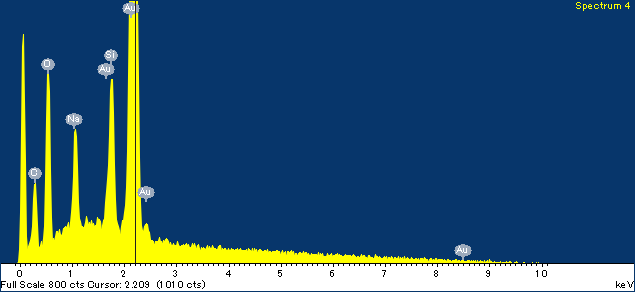 Spectrum 4
Au
Si
Au
O
Na
C
Au
Au
0 1 2 3 4 5 6 7 8 9 10
Full Scale 800 cts Cursor: 2.209 (1010 cts) keV